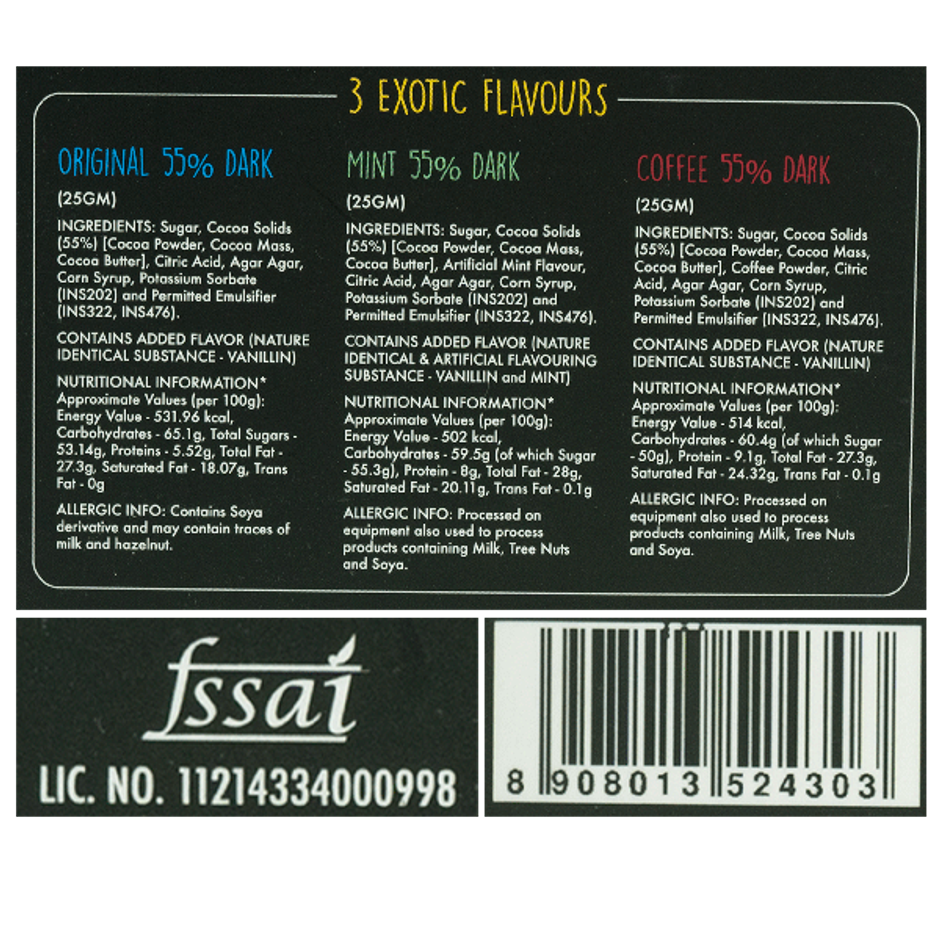 3 EXOTIC FLAVOURS
ORIGINAL 55% DARK
(25GM)
INGREDIENTS: Sugar, Cocoa Solids
(55%) [Cocoa Powder, Cocoa Mass,
Cocoa Butter], Citric Acid, Agar Agar,
Corn Syrup, Potassium Sorbate
(INS202) and Permitted Emulsifier
(INS322, INS476).
CONTAINS ADDED FLAVOR (NATURE
IDENTICAL SUBSTANCE - VANILLIN)
NUTRITIONAL INFORMATION*
Approximate Values (per 100g):
Energy Value - 531.96 kcal,
Carbohydrates - 65.1g, Total Sugars -
53.14g, Proteins - 5.52g, Total Fat -
27.3g, Saturated Fat - 18.07g, Trans
Fat - 0g
ALLERGIC INFO: Contains Soya
derivative and may contain traces of
milk and hazelnut.
MINT 55% DARK
(25GM)
INGREDIENTS: Sugar, Cocoa Solids
(55%) [Cocoa Powder, Cocoa Mass,
Cocoa Butter], Artificial Mint Flavour,
Citric Acid, Agar Agar, Corn Syrup,
Potassium Sorbate (INS202) and
Permitted Emulsifier (INS322, INS476).
CONTAINS ADDED FLAVOR (NATURE
IDENTICAL & ARTIFICIAL FLAVOURING
SUBSTANCE - VANILLIN and MINT)
NUTRITIONAL INFORMATION*
Approximate Values (per 100g):
Energy Value - 502 kcal,
Carbohydrates - 59.5g (of which Sugar
- 55.3g), Protein - 8g, Total Fat - 28g,
Saturated Fat - 20.11g, Trans Fat - 0.1g
ALLERGIC INFO: Processed on
equipment also used to process
products containing Milk, Tree Nuts
and Soya.
COFFEE 55% DARK
(25GM)
INGREDIENTS: Sugar, Cocoa Solids
(55%) [Cocoa Powder, Cocoa Mass,
Cocoa Butter], Coffee Powder, Citric
Acid, Agar Agar, Corn Syrup,
Potassium Sorbate (INS202) and
Permitted Emulsifier (INS322, INS476).
CONTAINS ADDED FLAVOR (NATURE
IDENTICAL SUBSTANCE - VANILLIN)
NUTRITIONAL INFORMATION*
Approximate Values (per 100g):
Energy Value - 514 kcal,
Carbohydrates - 60.4g (of which Sugar
- 50g), Protein - 9.1g, Total Fat - 27.3g,
Saturated Fat - 24.32g, Trans Fat - 0.1g
ALLERGIC INFO: Processed on
equipment also used to process
products containing Milk, Tree Nuts
and Soya.
fssai
LIC. NO. 11214334000998
8 908013 524303